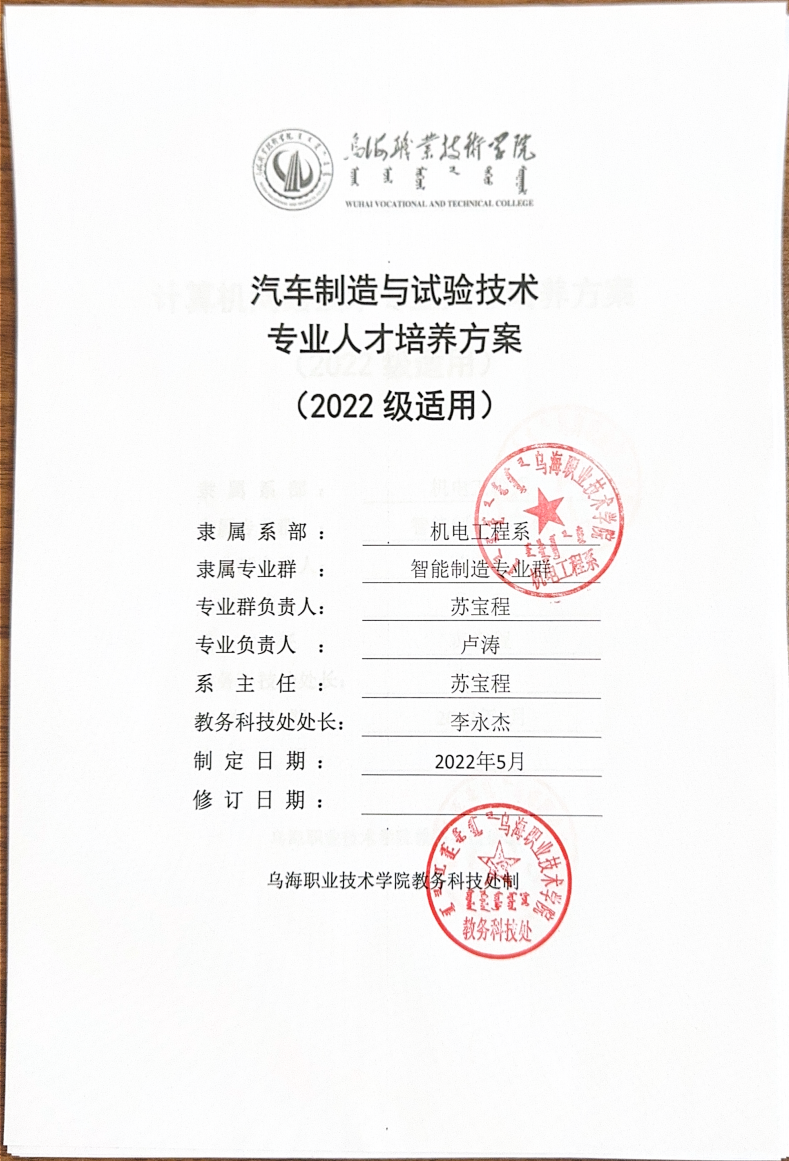 乌海职业技术学院
WUHAI VOCATIONAL AND TECHNICAL COLLEGE
汽车制造与试验技术
专业人才培养方案
（2022 级适用）
乌海职业技术学院
机电工程系
隶 属 系 部 ： 机电工程系
隶属专业群 ： 智能制造专业群
专业群负责人： 苏宝程
专业负责人 ： 卢涛
系 主 任 ： 苏宝程
教务科技处处长： 李永杰
制 定 日 期 ： 2022年5月
修 订 日 期 ：
乌海职业技术学院教务科技处制
乌海职业技术学院
教务科技处